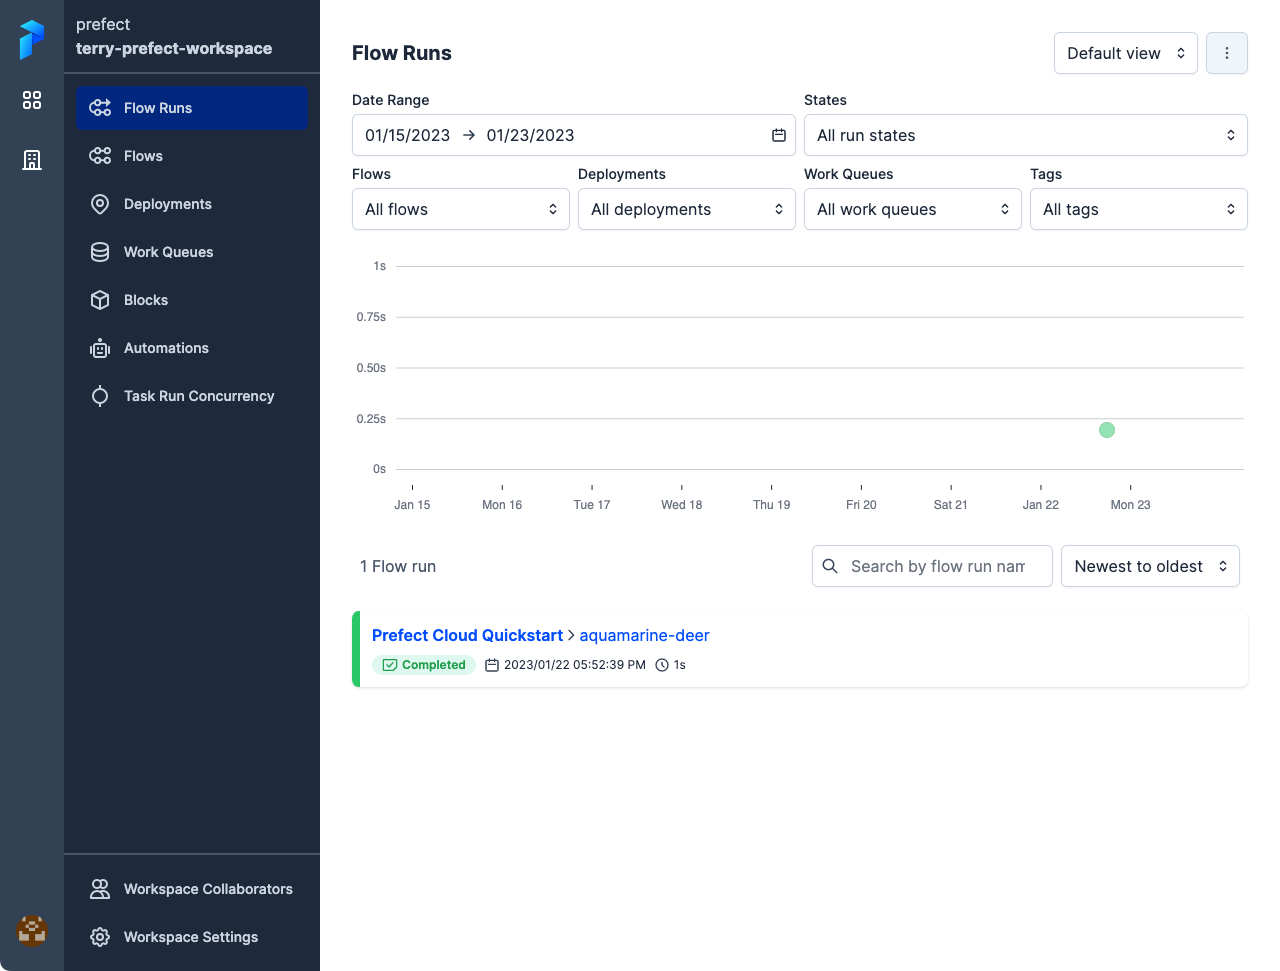 prefect
terry-prefect-workspace
Flow Runs
Flows
Deployments
Work Queues
Blocks
Automations
Task Run Concurrency
Workspace Collaborators
Workspace Settings
Flow Runs
Default view
Date Range
States
01/15/2023 → 01/23/2023
All run states
Flows
Deployments
Work Queues
Tags
All flows
All deployments
All work queues
All tags
1s
0.75s
0.50s
0.25s
0s
Jan 15 Mon 16 Tue 17 Wed 18 Thu 19 Fri 20 Sat 21 Jan 22 Mon 23
1 Flow run
Search by flow run nam
Newest to oldest
Prefect Cloud Quickstart > aquamarine-deer
Completed 2023/01/22 05:52:39 PM 1s